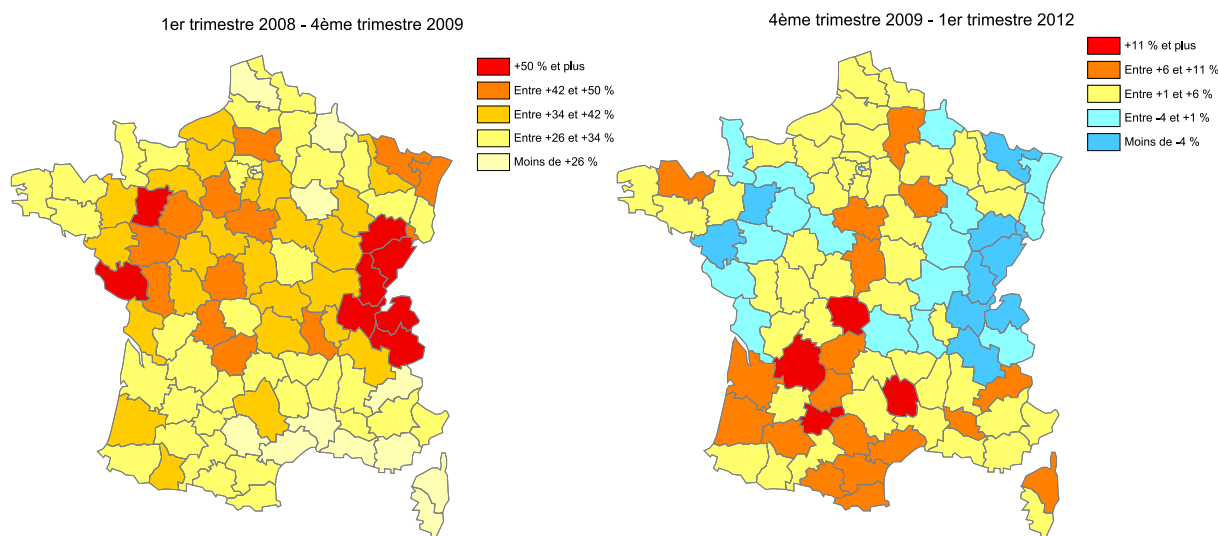 1er trimestre 2008 - 4ème trimestre 2009
+50 % et plus
Entre +42 et +50 %
Entre +34 et +42 %
Entre +26 et +34 %
Moins de +26 %
4ème trimestre 2009 - 1er trimestre 2012
+11 % et plus
Entre +6 et +11 %
Entre +1 et +6 %
Entre -4 et +1 %
Moins de -4 %